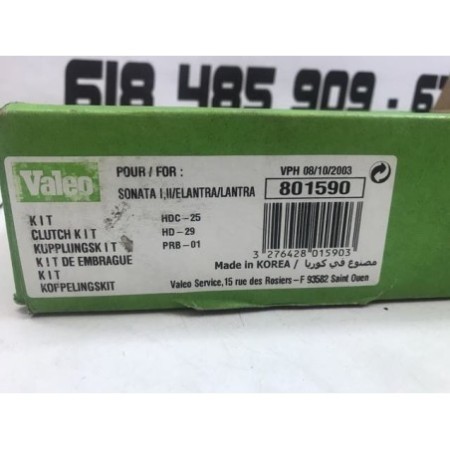 618 485 909 - 6
Valeo
POUR / FOR :
SONATA I,II/ELANTRA/LANTRA
VPH 08/10/2003
801590
KIT
CLUTCH KIT
KUPPLUNGSKIT
KIT DE EMBRAGUE
KIT
KOPPELINGSKIT
HDC-25
HD-29
PRB-01
3 276428 015903
Made in KOREA / مصنوع في كوريا
Valeo Service,15 rue des Rosiers-F 93582 Saint Ouen